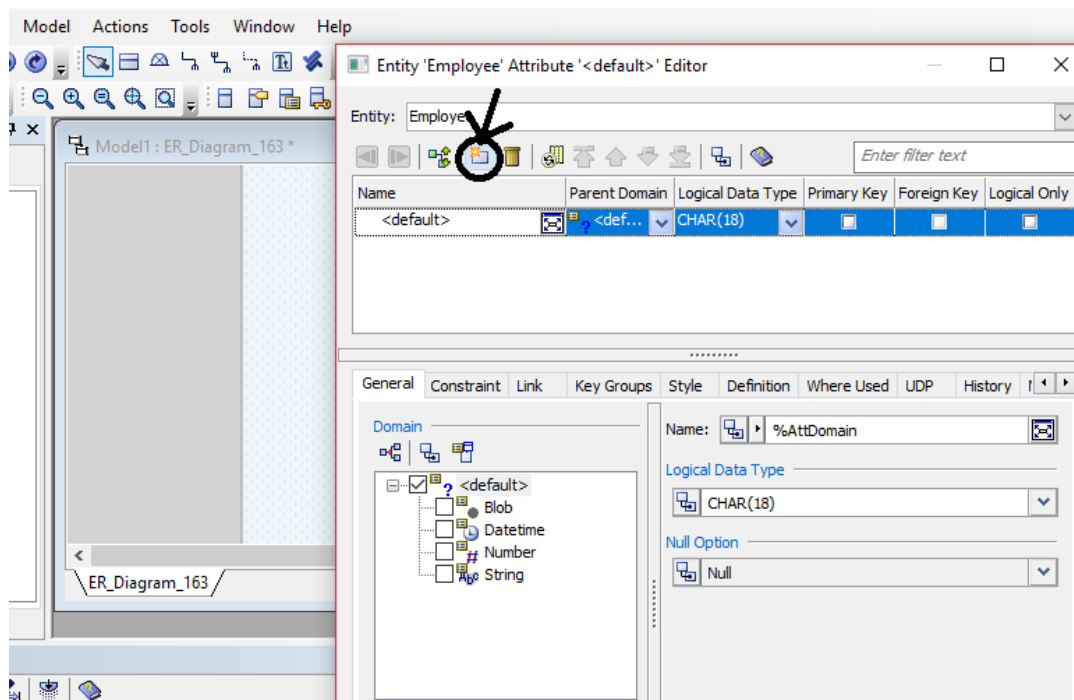 Model Actions Tools Window Help
Entity 'Employee' Attribute '<default>' Editor
Entity: Employe
Model1 : ER_Diagram_163 *
Enter filter text
Name Parent Domain Logical Data Type Primary Key Foreign Key Logical Only
<default> <def... CHAR(18)
General Constraint Link Key Groups Style Definition Where Used UDP History
Domain
Name: %AttDomain
<default>
Blob
Datetime
Number
String
Logical Data Type
CHAR(18)
Null Option
Null
ER_Diagram_163